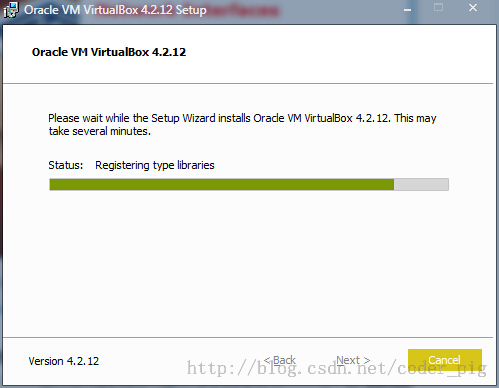 Oracle VM VirtualBox 4.2.12 Setup
Oracle VM VirtualBox 4.2.12
Please wait while the Setup Wizard installs Oracle VM VirtualBox 4.2.12. This may
take several minutes.
Status: Registering type libraries
Version 4.2.12
< Back Next > Cancel
http://blog.csdn.net/coder_pig